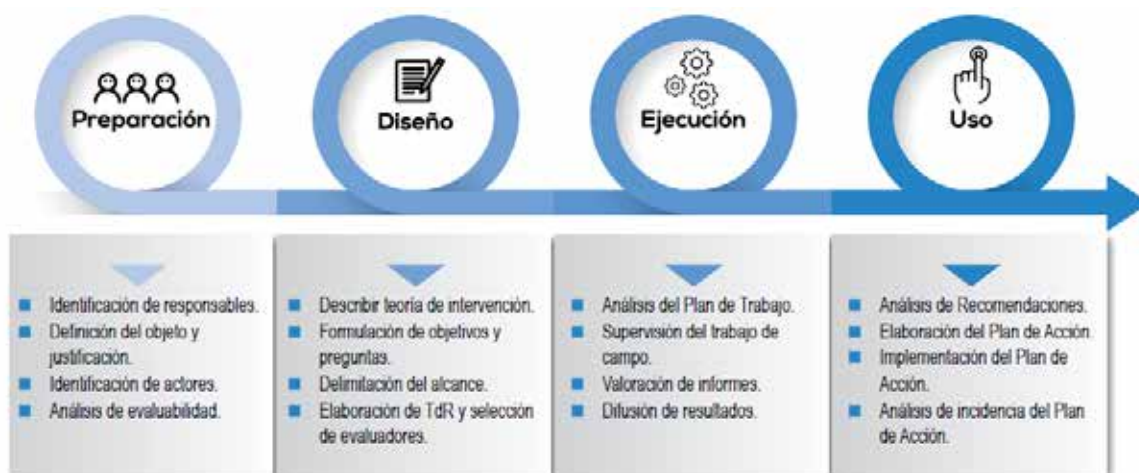 Preparación
Diseño
Ejecución
Uso
Identificación de responsables.
Definición del objeto y
justificación.
Identificación de actores.
Análisis de evaluabilidad.
Describir teoría de intervención.
Formulación de objetivos y
preguntas.
Delimitación del alcance.
Elaboración de TdR y selección
de evaluadores.
Análisis del Plan de Trabajo.
Supervisión del trabajo de
campo.
Valoración de informes.
Difusión de resultados.
Análisis de Recomendaciones.
Elaboración del Plan de Acción.
Implementación del Plan de
Acción.
Análisis de incidencia del Plan
de Acción.